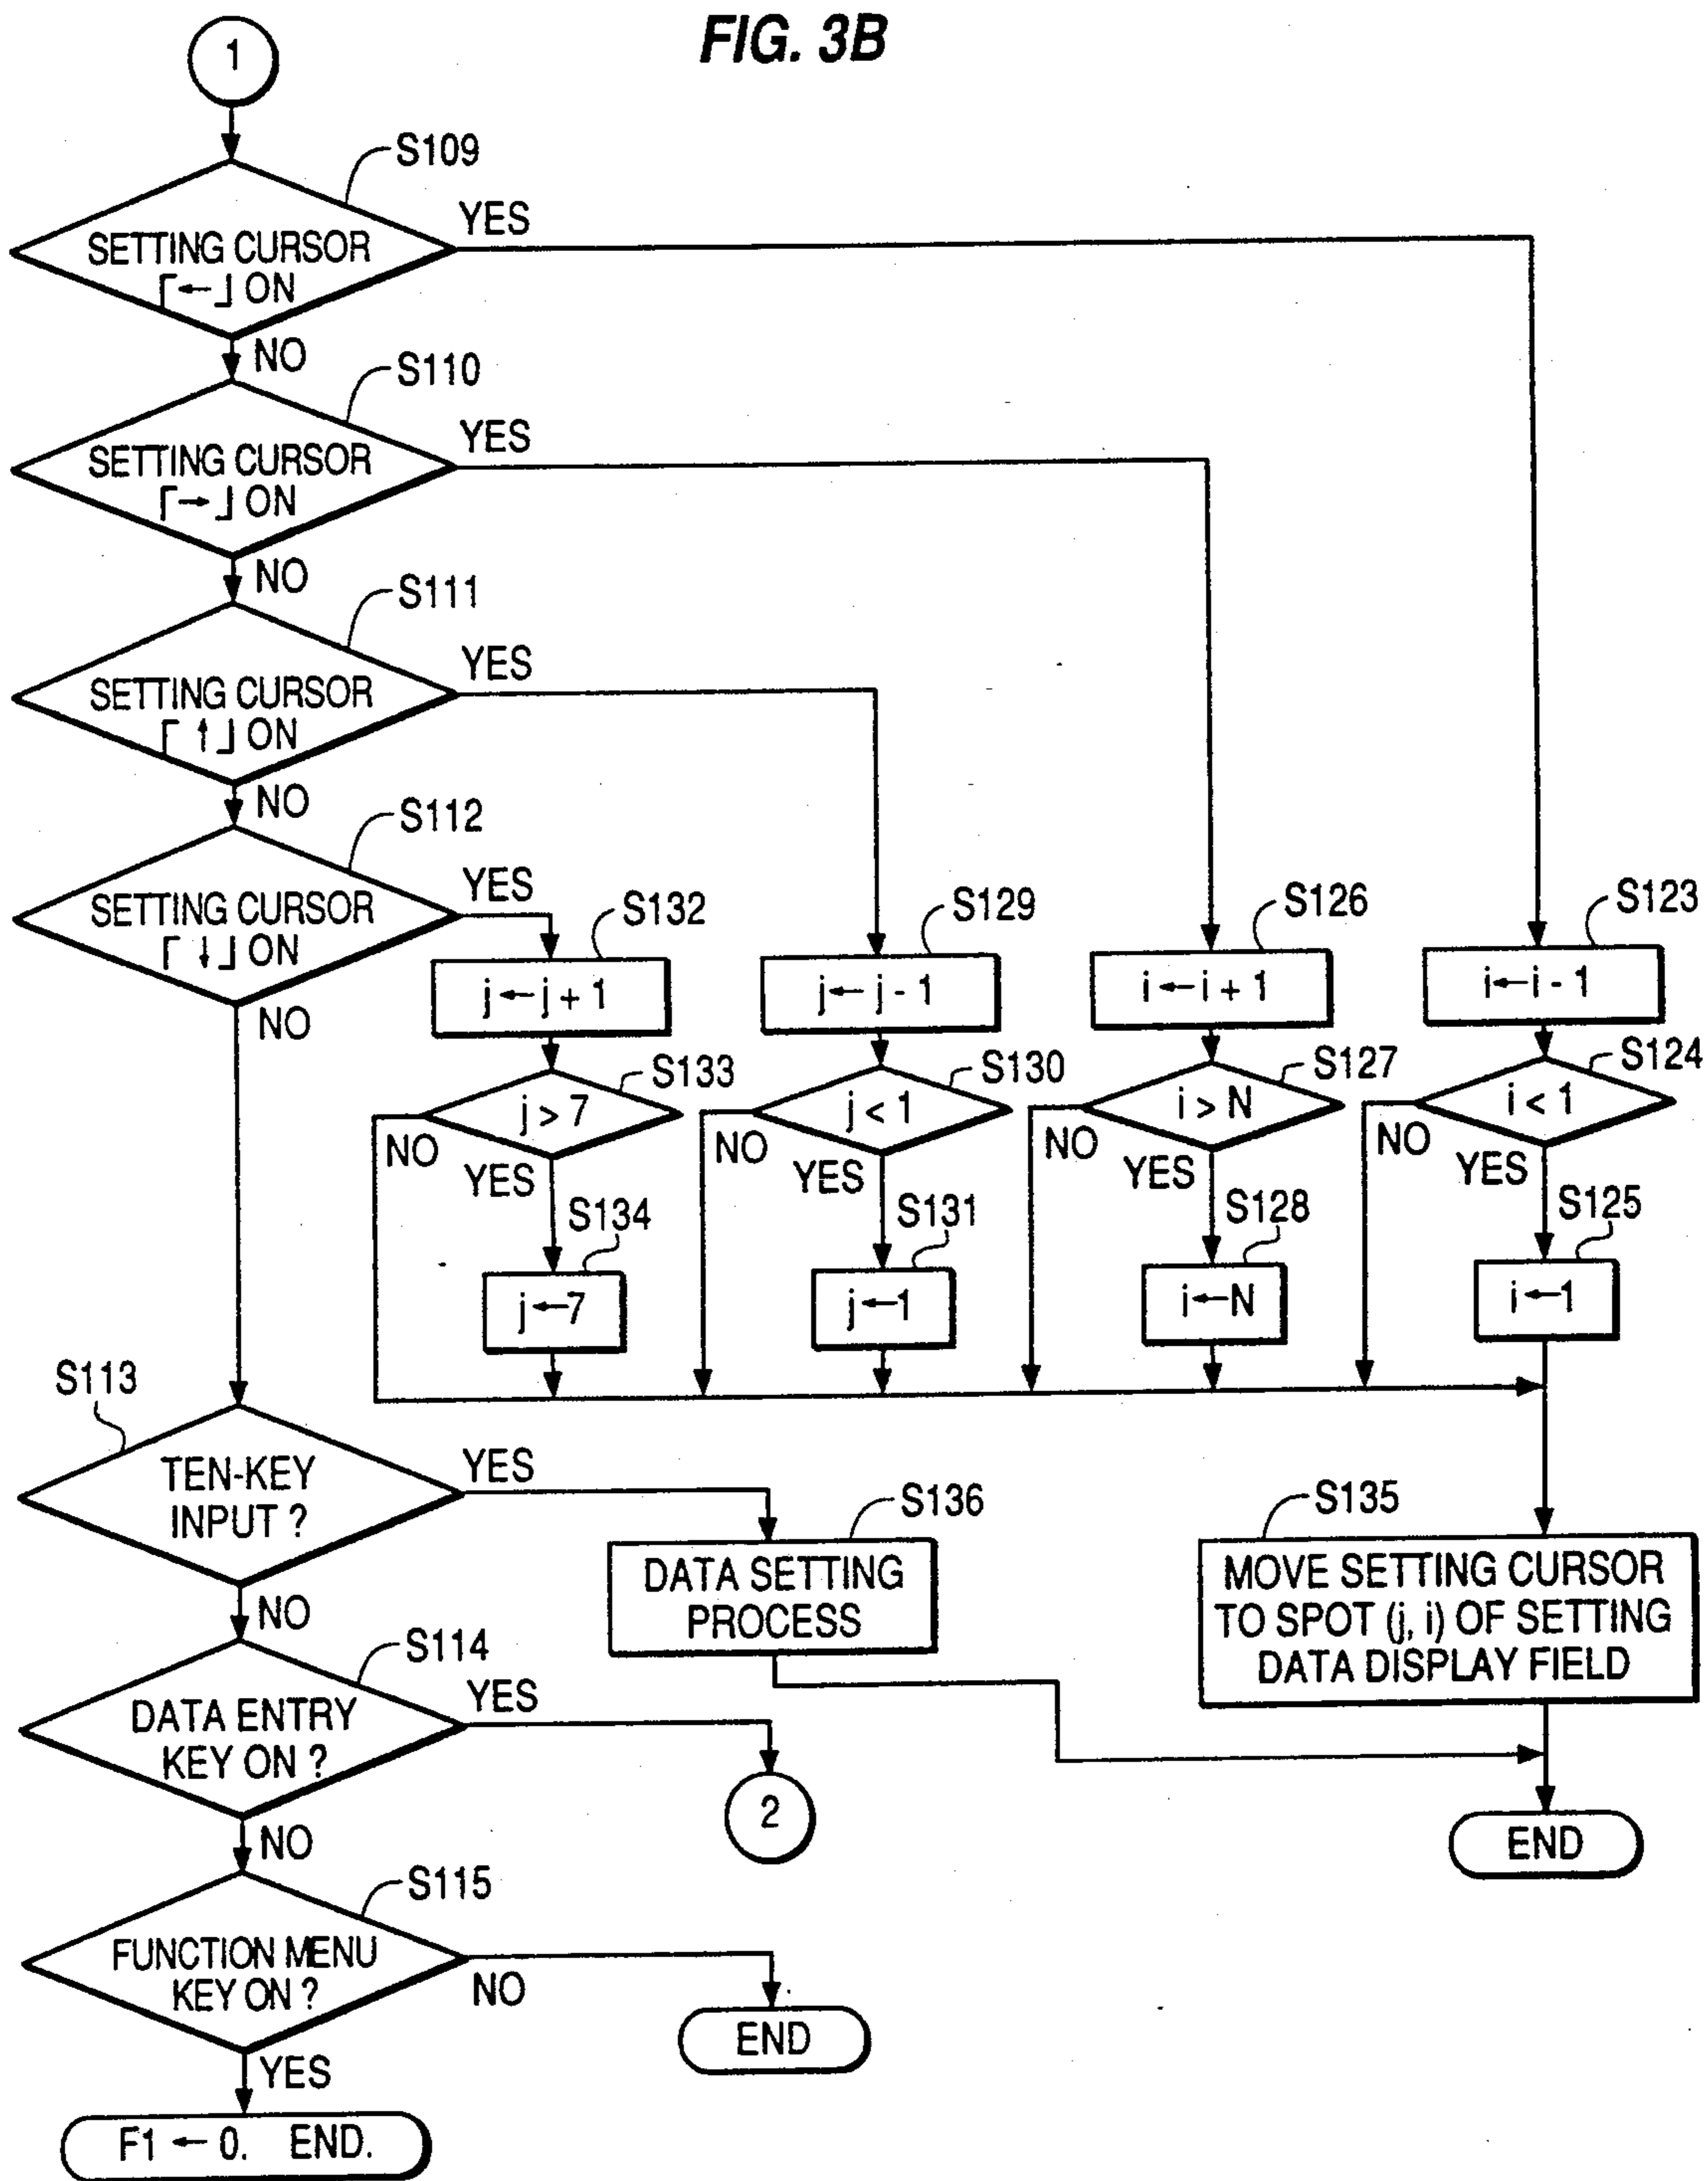 FIG. 3B
1
S109
SETTING CURSOR
「←」ON
YES
NO
S110
SETTING CURSOR
「→」ON
YES
NO
S111
SETTING CURSOR
「↑」ON
YES
NO
S112
SETTING CURSOR
「↓」ON
YES
NO
S132
j←j + 1
S129
j←j - 1
S126
i←i + 1
S123
i←i - 1
S133
j > 7
NO
YES
S130
j < 1
NO
YES
S127
i > N
NO
YES
S124
i < 1
NO
YES
S134
j←7
S131
j←1
S128
i←N
S125
i←1
S113
TEN-KEY
INPUT ?
YES
NO
S136
DATA SETTING
PROCESS
S135
MOVE SETTING CURSOR
TO SPOT (j, i) OF SETTING
DATA DISPLAY FIELD
S114
DATA ENTRY
KEY ON ?
YES
NO
2
END
S115
FUNCTION MENU
KEY ON ?
NO
YES
END
F1 ← 0. END.